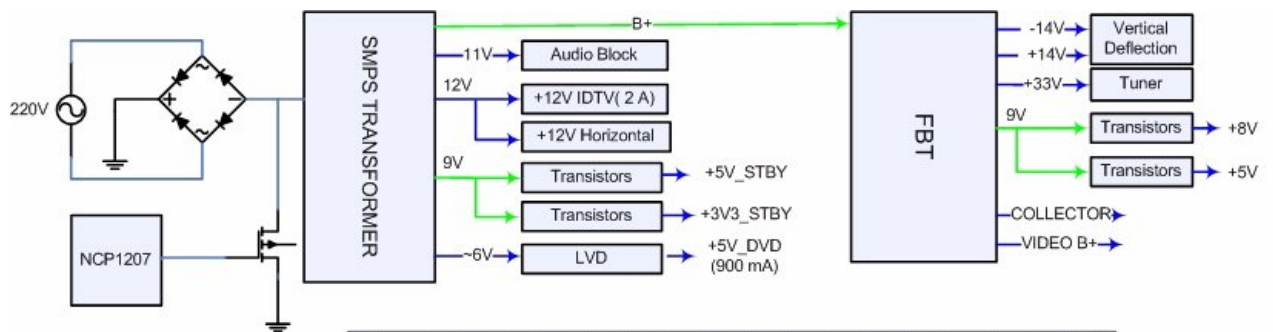 220V
NCP1207
SMPS TRANSFORMER
B+
11V
Audio Block
12V
+12V IDTV( 2 A)
+12V Horizontal
9V
Transistors
+5V_STBY
Transistors
+3V3_STBY
~6V
LVD
+5V_DVD
(900 mA)
FBT
-14V
+14V
Vertical
Deflection
+33V
Tuner
9V
Transistors
+8V
Transistors
+5V
COLLECTOR
VIDEO B+